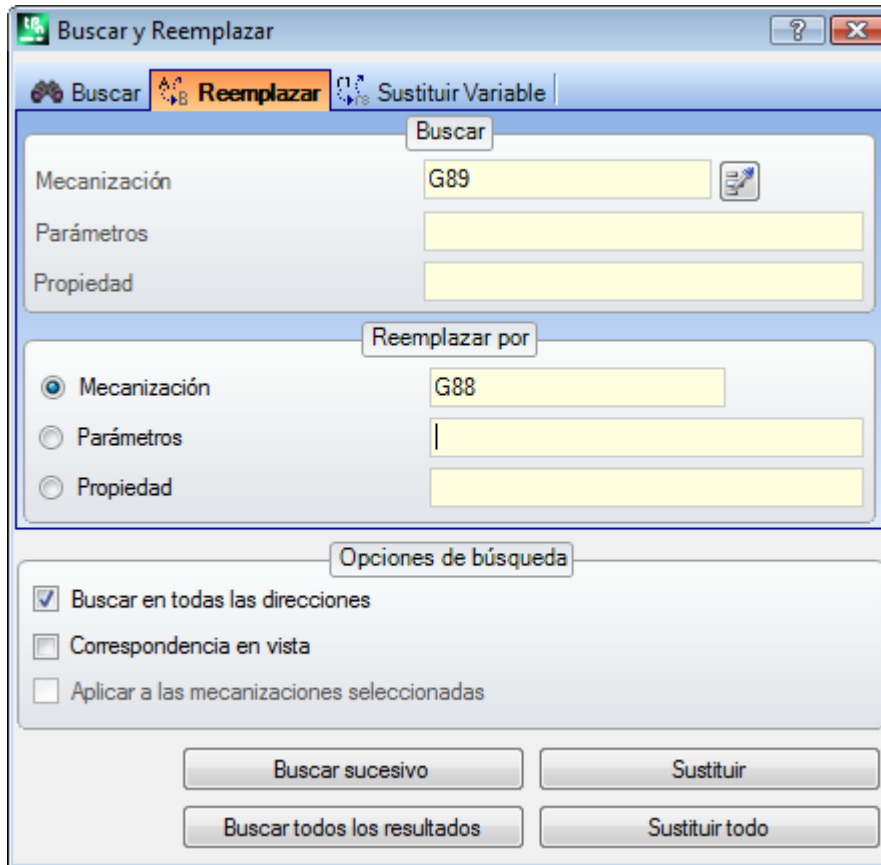 Buscar y Reemplazar
Buscar Reemplazar Sustituir Variable
Buscar
Mecanización G89
Parámetros
Propiedad
Reemplazar por
Mecanización G88
Parámetros
Propiedad
Opciones de búsqueda
Buscar en todas las direcciones
Correspondencia en vista
Aplicar a las mecanizaciones seleccionadas
Buscar sucesivo Sustituir
Buscar todos los resultados Sustituir todo